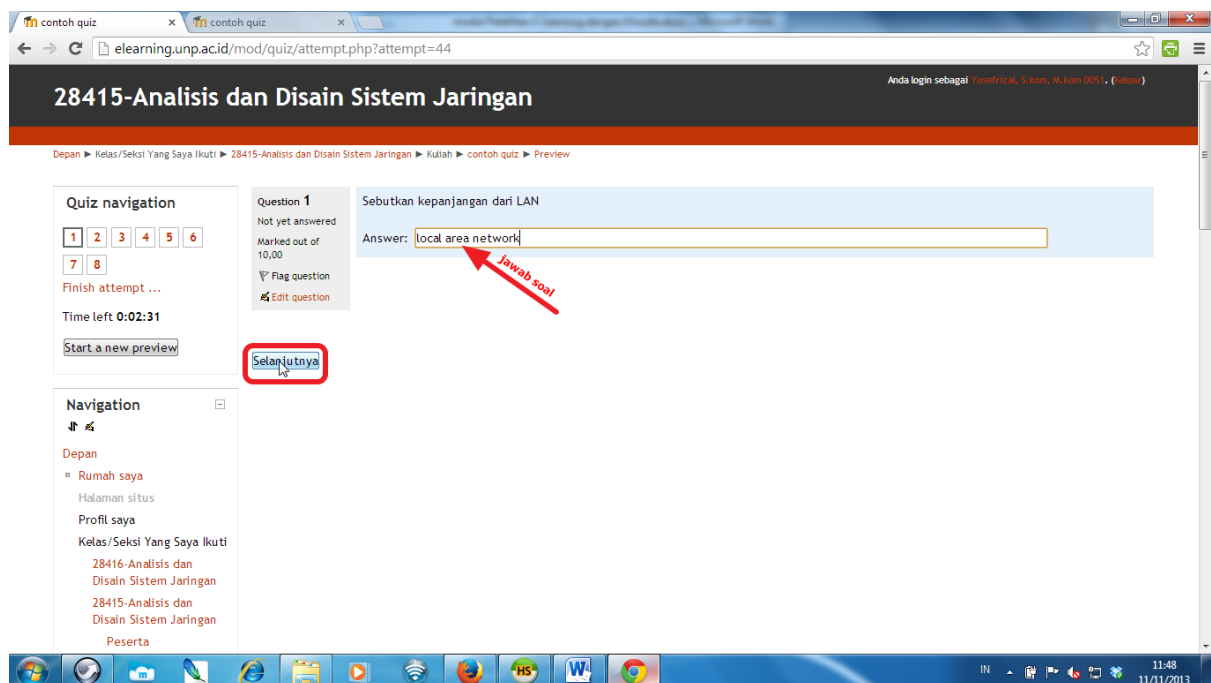 contoh quiz
contoh quiz
elearning.unp.ac.id/mod/quiz/attempt.php?attempt=44
Anda login sebagai Yosefrizal, S.kom, M.kom 0051. (Keluar)
28415-Analisis dan Disain Sistem Jaringan
Depan ► Kelas/Seksi Yang Saya Ikuti ► 28415-Analisis dan Disain Sistem Jaringan ► Kuliah ► contoh quiz ► Preview
Quiz navigation
1 2 3 4 5 6
7 8
Finish attempt ...
Time left 0:02:31
Start a new preview
Question 1
Not yet answered
Marked out of
10,00
Flag question
Edit question
Sebutkan kepanjangan dari LAN
Answer: local area network
jawab soal
Selanjutnya
Navigation
Depan
Rumah saya
Halaman situs
Profil saya
Kelas/Seksi Yang Saya Ikuti
28416-Analisis dan
Disain Sistem Jaringan
28415-Analisis dan
Disain Sistem Jaringan
Peserta
m
HS
W
IN
11:48
11/11/2013